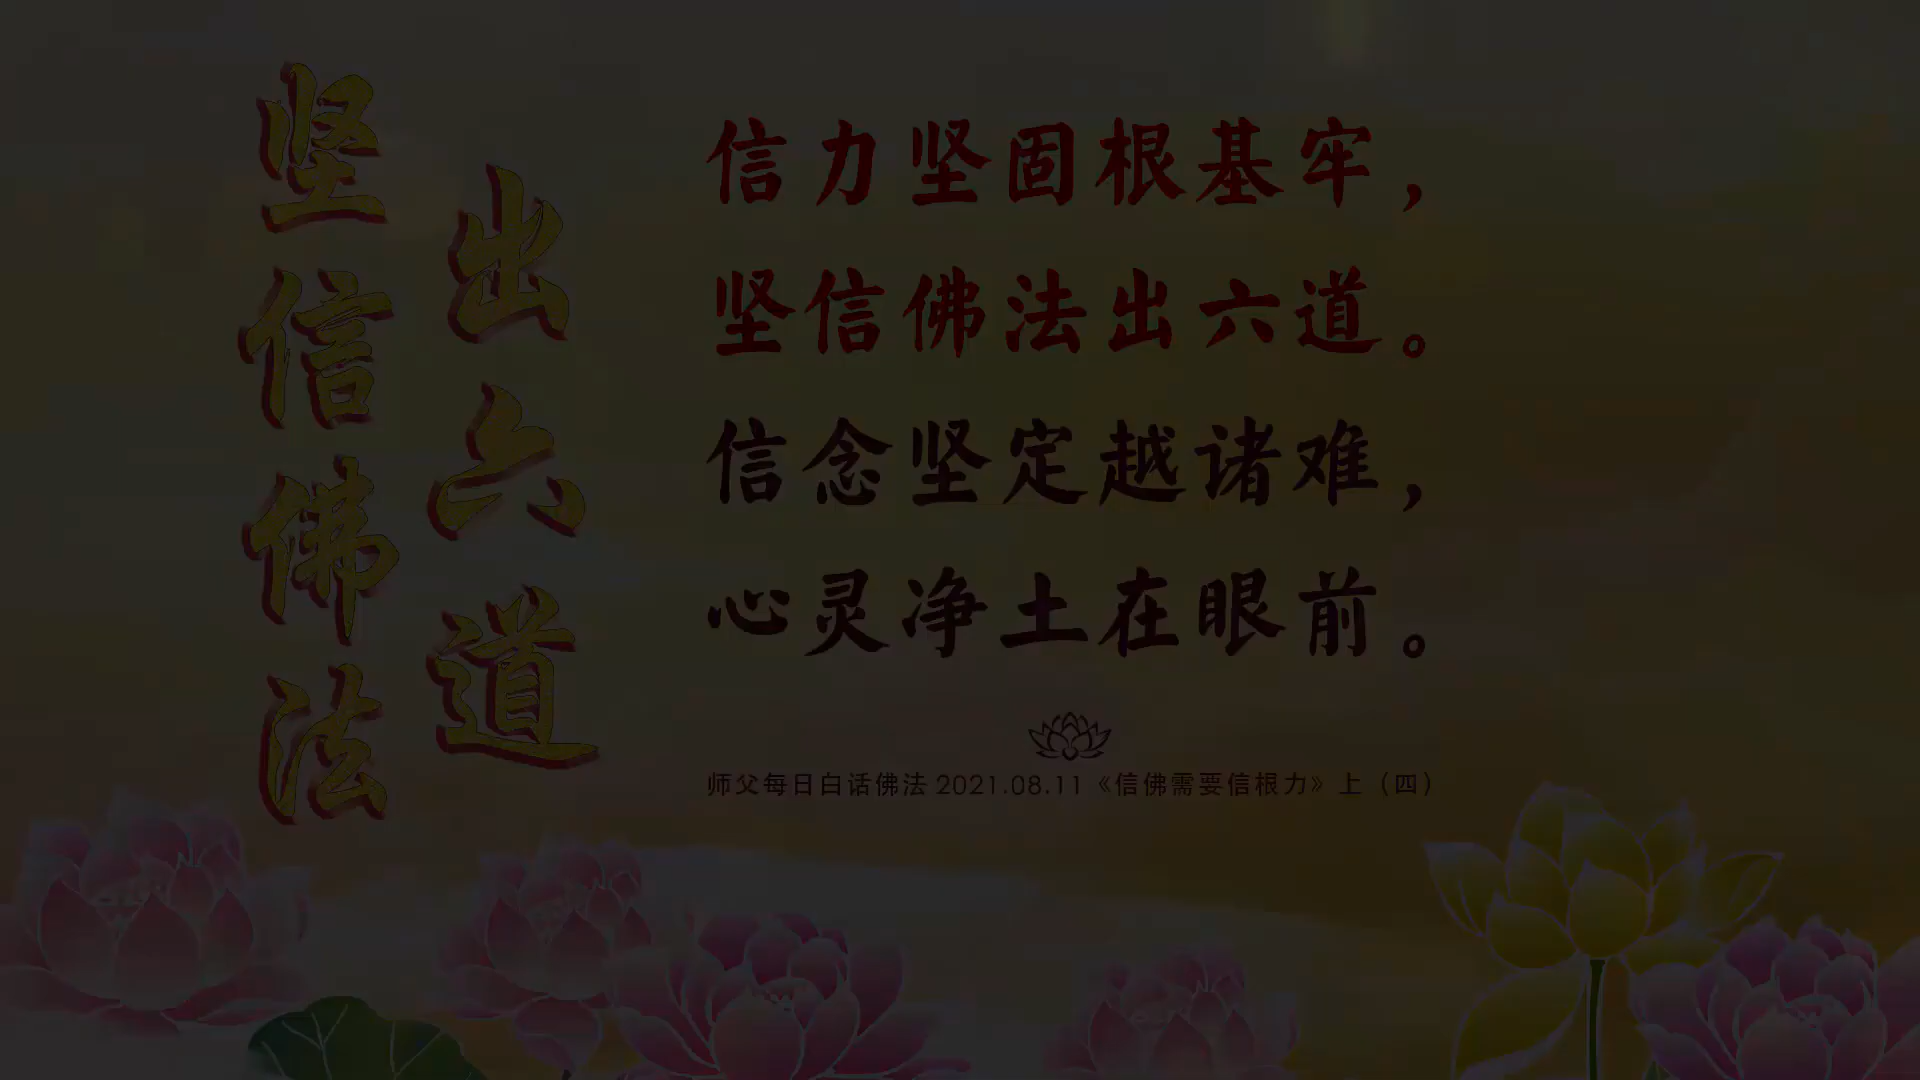 坚信佛法
出六道
信力坚固根基牢，
坚信佛法出六道。
信念坚定越诸难，
心灵净土在眼前。
师父每日白话佛法 2021.08.11《信佛需要信根力》上（四）